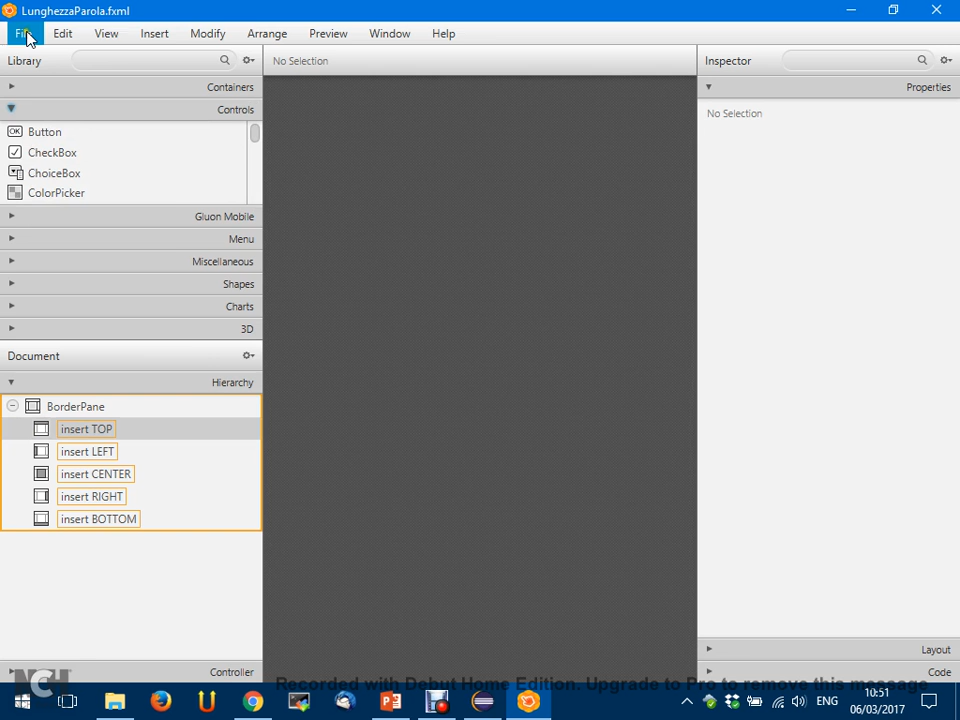 LunghezzaParola.fxml
File Edit View Insert Modify Arrange Preview Window Help
Library
No Selection
Inspector
Containers
Properties
Controls
No Selection
OK Button
CheckBox
ChoiceBox
ColorPicker
Gluon Mobile
Menu
Miscellaneous
Shapes
Charts
3D
Document
Hierarchy
BorderPane
insert TOP
insert LEFT
insert CENTER
insert RIGHT
insert BOTTOM
Layout
Controller
Code
NCH
Recorded with Debut Home Edition. Upgrade to Pro to remove this message
ENG
10:51
06/03/2017